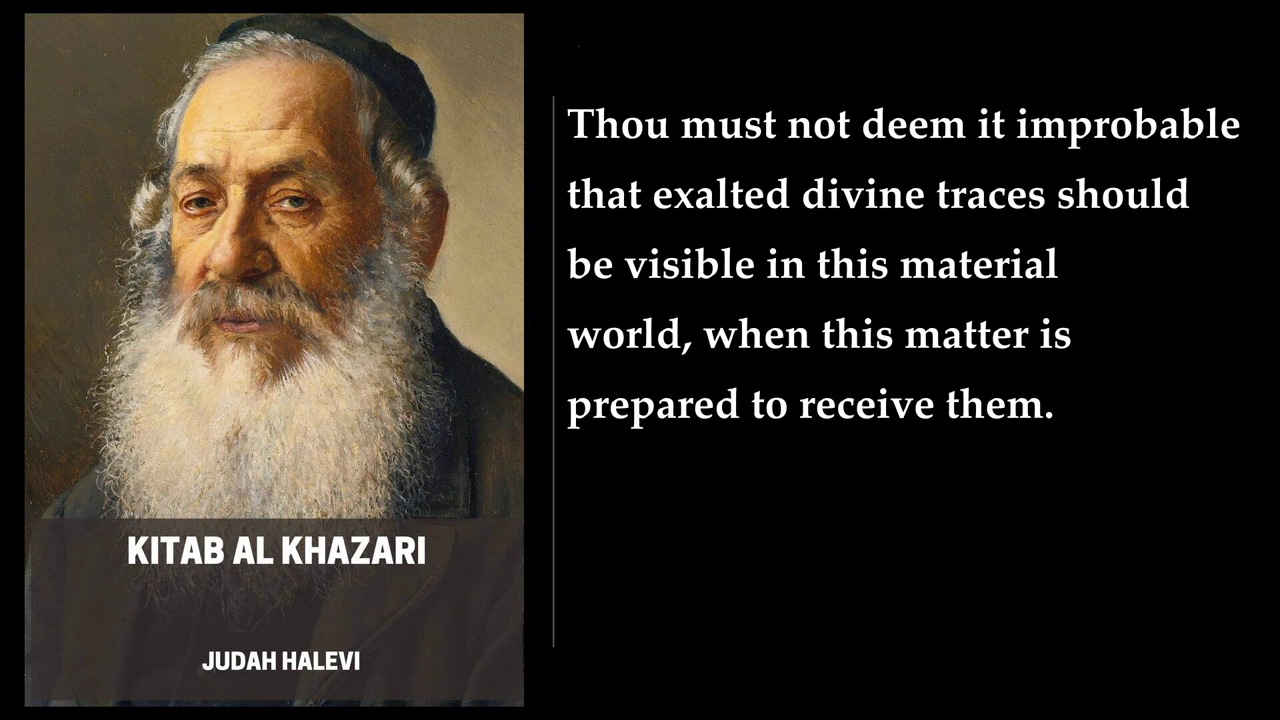 KITAB AL KHAZARI
JUDAH HALEVI
Thou must not deem it improbable
that exalted divine traces should
be visible in this material
world, when this matter is
prepared to receive them.